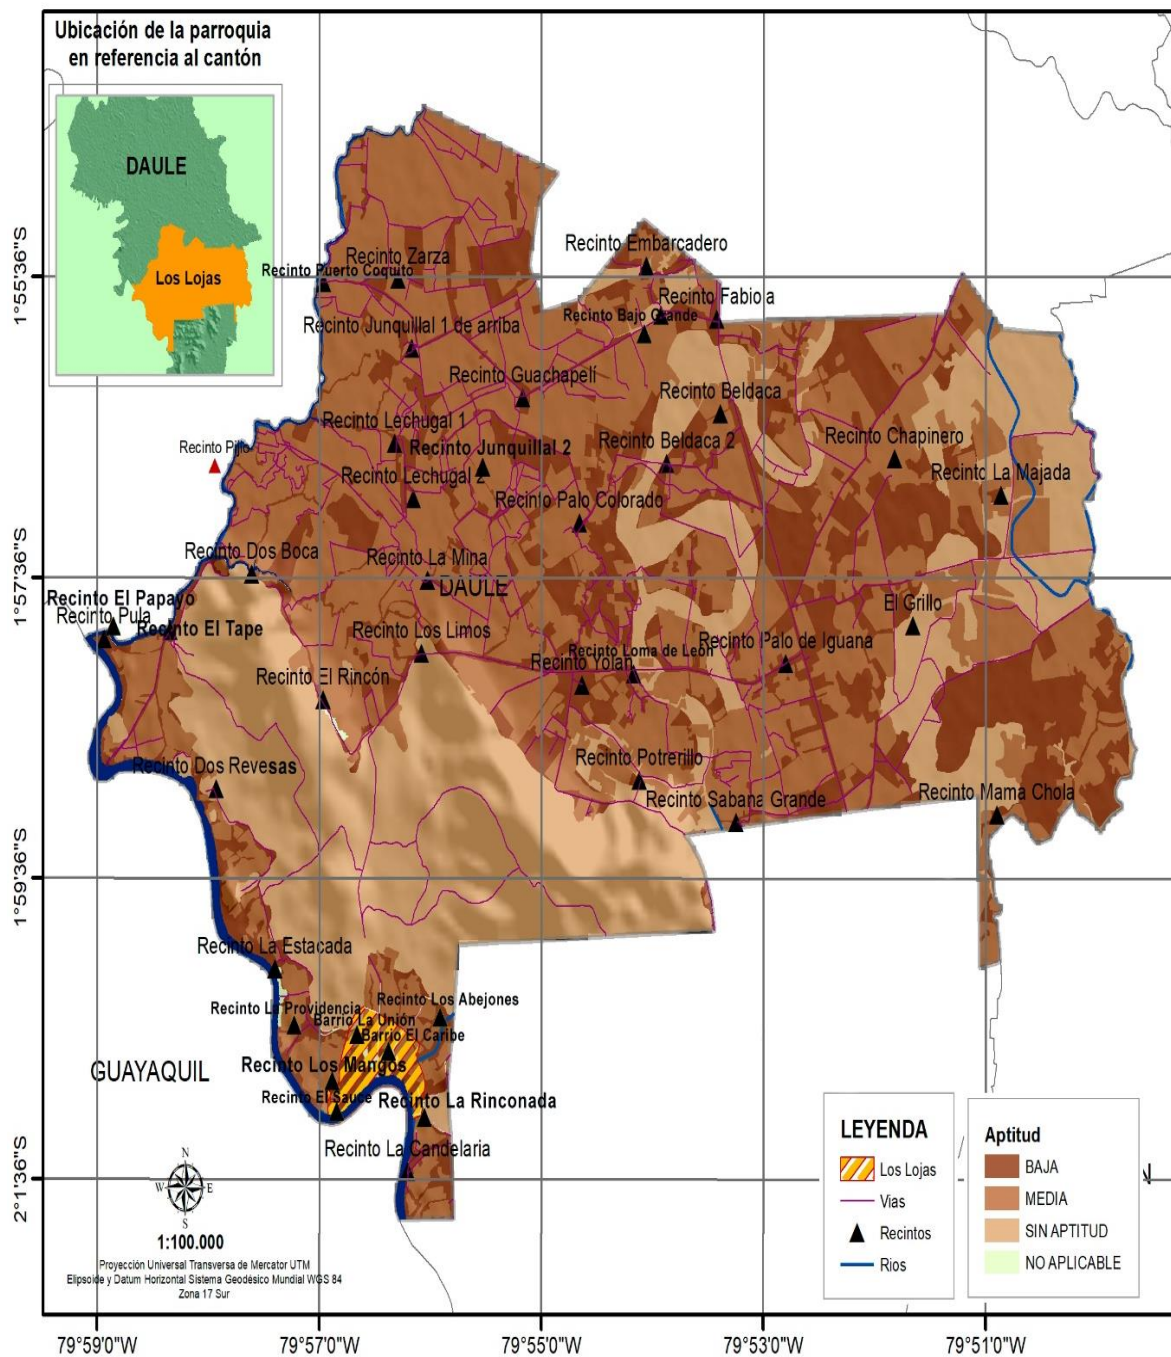 Ubicación de la parroquia
en referencia al cantón
DAULE
Los Lojas
1°55'36"S
1°57'36"S
1°59'36"S
2°1'36"S
Recinto Embarcadero
Recinto Zarza
Recinto Puerto Coquito
Recinto Fabiola
Recinto Bajo Grande
Recinto Junquillal 1 de arriba
Recinto Guachapelí
Recinto Beldaca
Recinto Lechugal 1
Recinto Junquillal 2
Recinto Beldaca 2
Recinto Chapinero
Recinto Lechugal 2
Recinto La Majada
Recinto Palo Colorado
Recinto Dos Boca
Recinto La Mina
DAULE
Recinto El Papayo
Recinto Pula
Recinto El Tape
El Grillo
Recinto Los Limos
Recinto Loma de León
Recinto Palo de Iguana
Recinto Yolan
Recinto El Rincón
Recinto Dos Revesas
Recinto Potrerillo
Recinto Sabana Grande
Recinto Mama Chola
Recinto La Estacada
Recinto La Providencia
Recinto Los Abejones
Barrio La Unión
Barrio El Caribe
GUAYAQUIL
Recinto Los Mangos
Recinto El Sauce
Recinto La Rinconada
Recinto La Candelaria
N
W
E
S
1:100.000
Proyección Universal Transversa de Mercator UTM
Elipsoide y Datum Horizontal Sistema Geodésico Mundial WGS 84
Zona 17 Sur
LEYENDA
Los Lojas
Vias
Recintos
Rios
Aptitud
BAJA
MEDIA
SIN APTITUD
NO APLICABLE
79°59'0"W
79°57'0"W
79°55'0"W
79°53'0"W
79°51'0"W